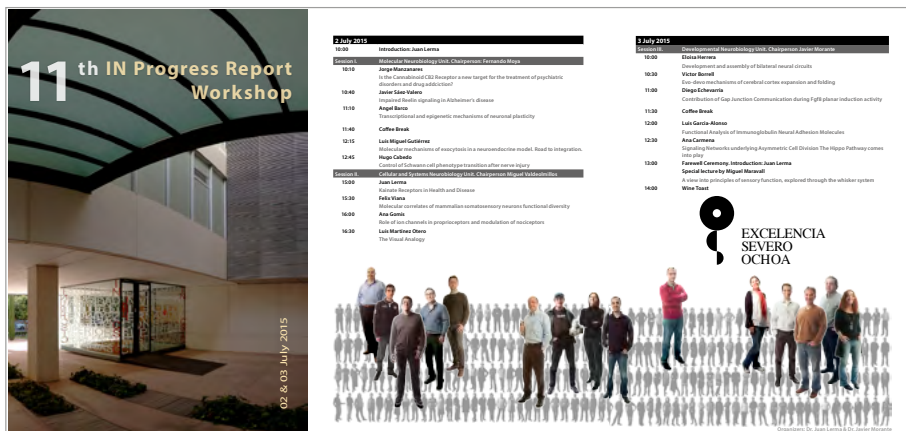 11 th IN Progress Report
Workshop
02 & 03 July 2015
2 July 2015
10:00 Introduction: Juan Lerma
Session I. Molecular Neurobiology Unit. Chairperson: Fernando Moya
10:10 Jorge Manzanares
Is the Cannabinoid CB2 Receptor a new target for the treatment of psychiatric
disorders and drug addiction?
10:40 Javier Sáez-Valero
Impaired Reelin signaling in Alzheimer's disease
11:10 Angel Barco
Transcriptional and epigenetic mechanisms of neuronal plasticity
11:40 Coffee Break
12:15 Luis Miguel Gutiérrez
Molecular mechanisms of exocytosis in a neuroendocrine model. Road to integration.
12:45 Hugo Cabedo
Control of Schwann cell phenotype transition after nerve injury
Session II. Cellular and Systems Neurobiology Unit. Chairperson Miguel Valdeolmillos
15:00 Juan Lerma
Kainate Receptors in Health and Disease
15:30 Felix Viana
Molecular correlates of mammalian somatosensory neurons functional diversity
16:00 Ana Gomis
Role of ion channels in proprioceptors and modulation of nociceptors
16:30 Luis Martínez Otero
The Visual Analogy
3 July 2015
Session III. Developmental Neurobiology Unit. Chairperson Javier Morante
10:00 Eloisa Herrera
Development and assembly of bilateral neural circuits
10:30 Víctor Borrell
Evo-devo mechanisms of cerebral cortex expansion and folding
11:00 Diego Echevarría
Contribution of Gap Junction Communication during Fgf8 planar induction activity
11:30 Coffee Break
12:00 Luis García-Alonso
Functional Analysis of Immunoglobulin Neural Adhesion Molecules
12:30 Ana Carmena
Signaling Networks underlying Asymmetric Cell Division The Hippo Pathway comes
into play
13:00 Farewell Ceremony. Introduction: Juan Lerma
Special lecture by Miguel Maravall
A view into principles of sensory function, explored through the whisker system
14:00 Wine Toast
EXCELENCIA
SEVERO
OCHOA
Organisers: Dr. Juan Lerma & Dr. Javier Morante